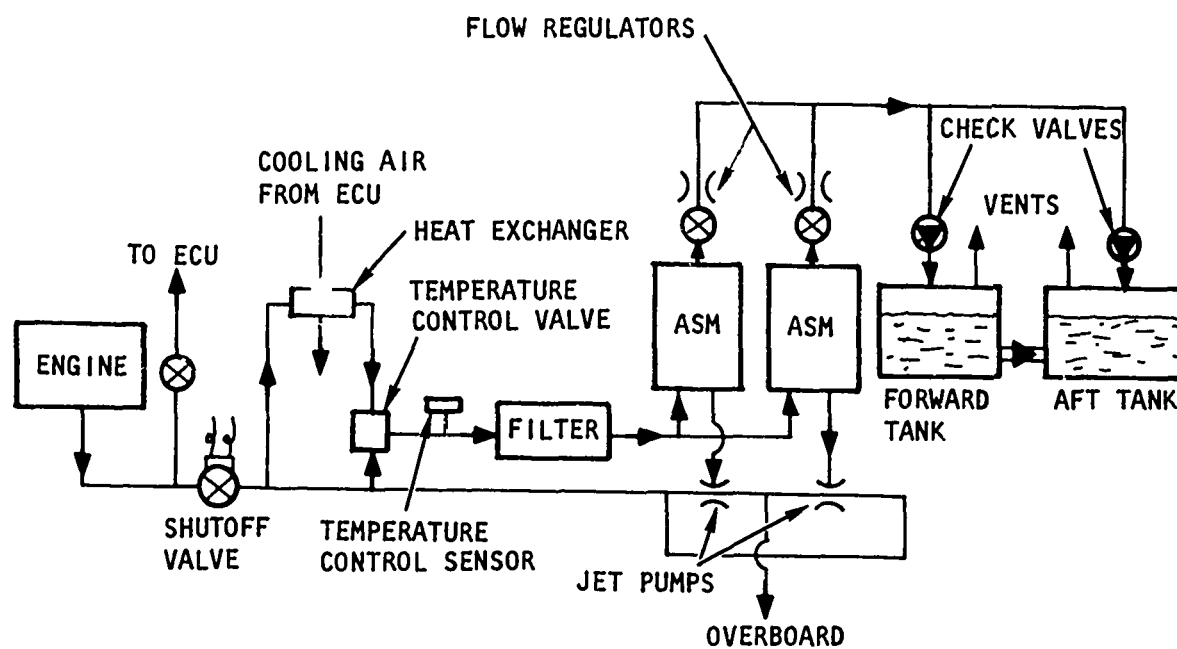 FLOW REGULATORS
CHECK VALVES
COOLING AIR
FROM ECU
VENTS
HEAT EXCHANGER
TO ECU
TEMPERATURE
CONTROL VALVE
ASM
ASM
ENGINE
FILTER
FORWARD
TANK
AFT TANK
SHUTOFF
VALVE
TEMPERATURE
CONTROL SENSOR
JET PUMPS
OVERBOARD